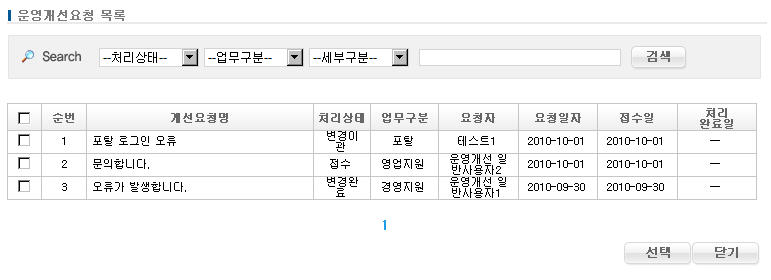 운영개선요청 목록
Search --처리상태-- --업무구분-- --세부구분-- 검색
순번 개선요청명 처리상태 업무구분 요청자 요청일자 접수일 처리
완료일
1 포탈 로그인 오류 변경이
관 포탈 테스트1 2010-10-01 2010-10-01 —
2 문의합니다. 접수 영업지원 운영개선 일
반사용자2 2010-10-01 2010-10-01 —
3 오류가 발생합니다. 변경완
료 경영지원 운영개선 일
반사용자1 2010-09-30 2010-09-30 —
1
선택 닫기